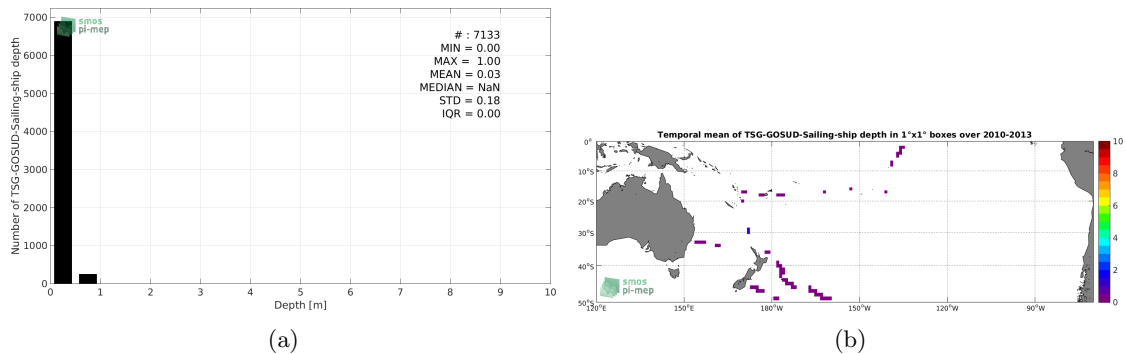 smos
pi-mep
# : 7133
MIN = 0.00
MAX = 1.00
MEAN = 0.03
MEDIAN = NaN
STD = 0.18
IQR = 0.00
7000
6000
5000
4000
3000
2000
1000
0
Number of TSG-GOSUD-Sailing-ship depth
0 1 2 3 4 5 6 7 8 9 10
Depth [m]
(a)
Temporal mean of TSG-GOSUD-Sailing-ship depth in 1°x1° boxes over 2010-2013
0°
10°S
20°S
30°S
40°S
50°S
120°E 150°E 180°W 150°W 120°W 90°W
10
8
6
4
2
0
smos
pi-mep
(b)